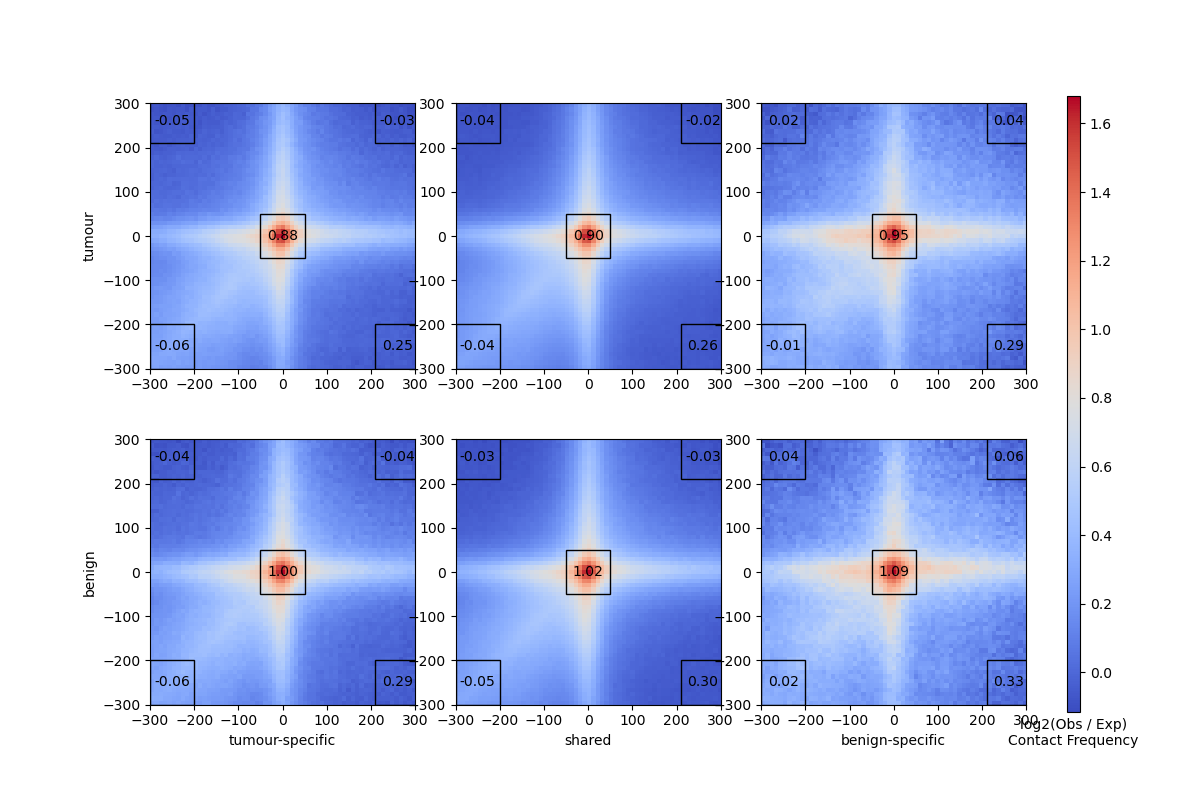 300 -0.05 -0.03 300 -0.04 -0.02 300 0.02 0.04
200 200 200
100 100 100
tumour 0 0.88 0 0.90 0 0.95
−100 −100 −100
−200 −200 −200
-0.06 0.25 -0.04 0.26 -0.01 0.29
−300 −300 −300
−300 −200 −100 0 100 200 300 −300 −200 −100 0 100 200 300 −300 −200 −100 0 100 200 300
300 -0.04 -0.04 300 -0.03 -0.03 300 0.04 0.06
200 200 200
100 100 100
benign 0 1.00 0 1.02 0 1.09
−100 −100 −100
−200 −200 −200
-0.06 0.29 -0.05 0.30 0.02 0.33
−300 −300 −300
−300 −200 −100 0 100 200 300 −300 −200 −100 0 100 200 300 −300 −200 −100 0 100 200 300
tumour-specific shared benign-specific
1.6
1.4
1.2
1.0
0.8
0.6
0.4
0.2
0.0
log2(Obs / Exp)
Contact Frequency